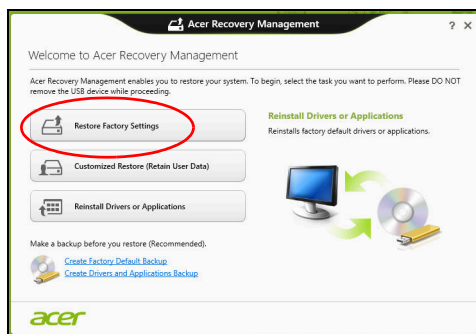 Acer Recovery Management
? ×
Welcome to Acer Recovery Management
Acer Recovery Management enables you to restore your system. To begin, select the task you want to perform. Please DO NOT
remove the USB device while proceeding.
Restore Factory Settings
Customized Restore (Retain User Data)
Reinstall Drivers or Applications
Reinstall Drivers or Applications
Reinstalls factory default drivers or applications.
Make a backup before you restore (Recommended).
Create Factory Default Backup
Create Drivers and Applications Backup
acer